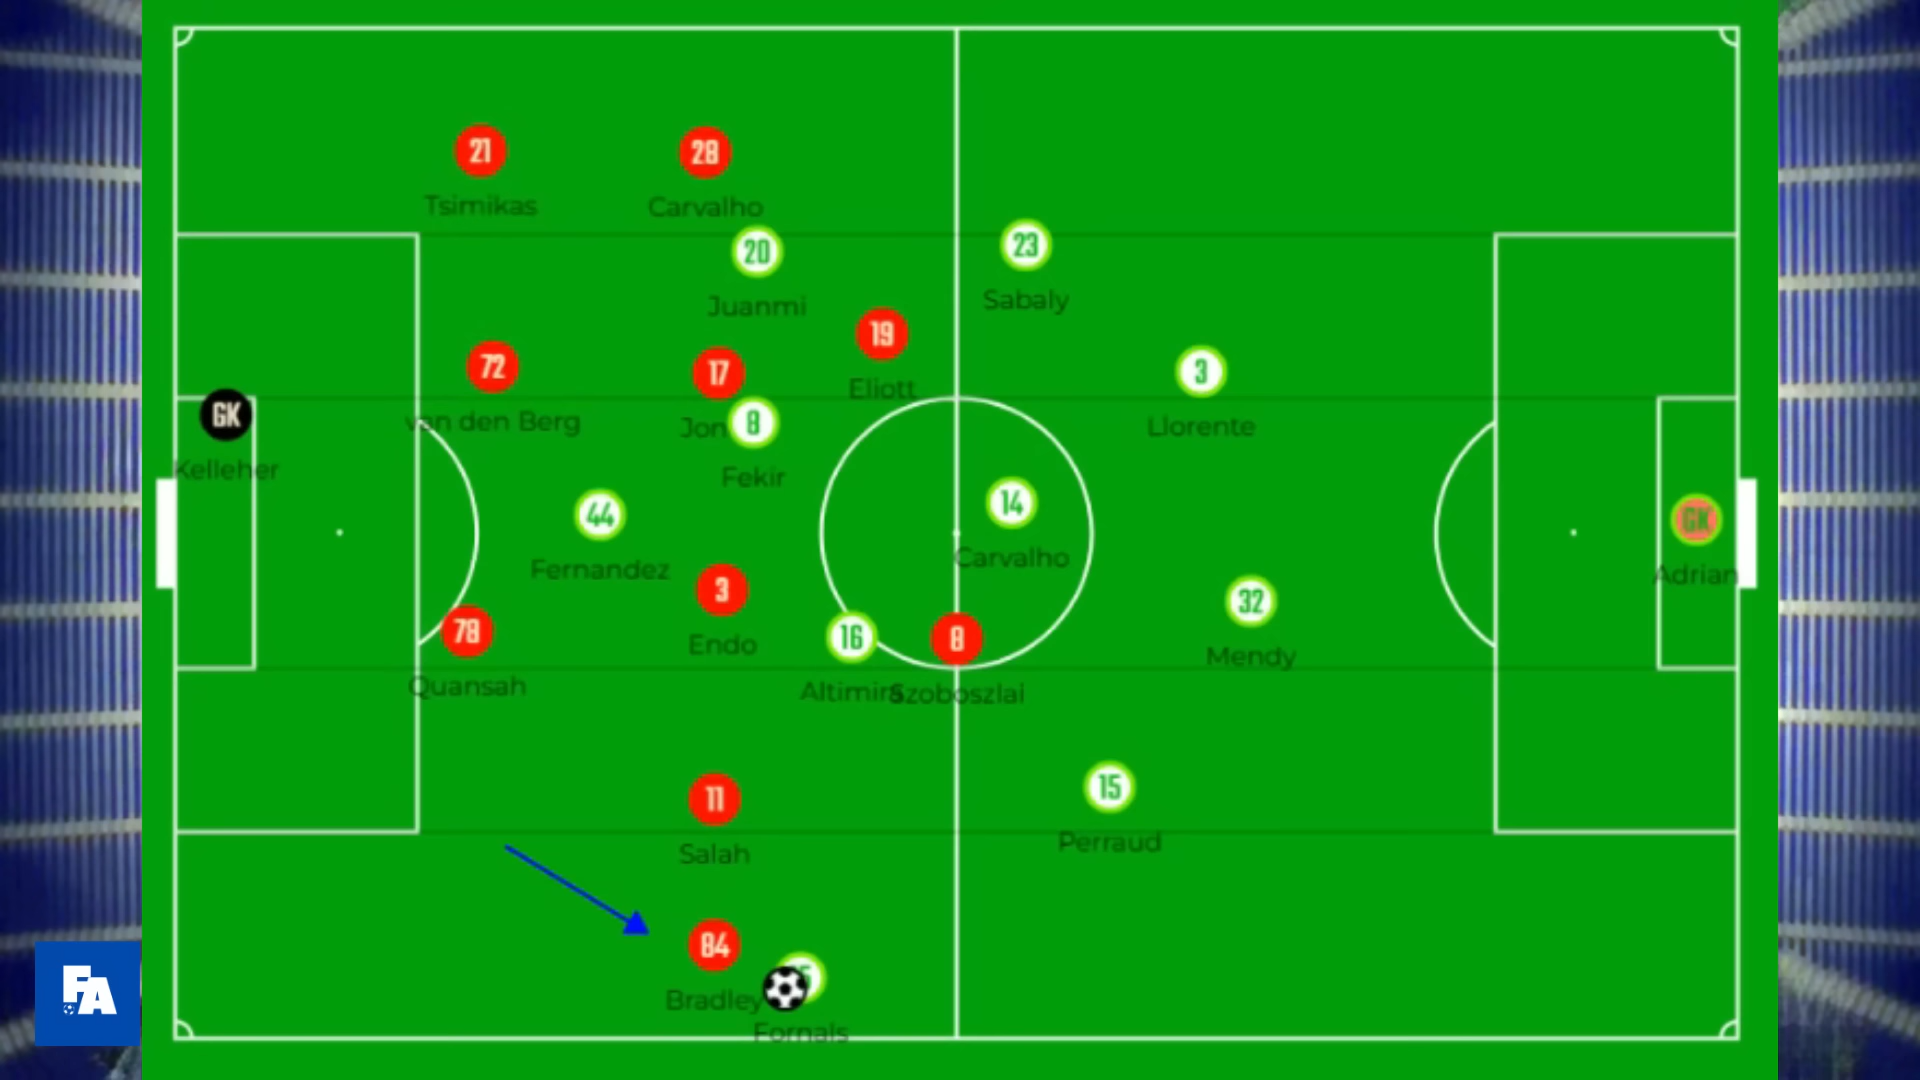 21
Tsimikas
28
Carvalho
20
Juanmi
23
Sabaly
19
Eliott
72
van den Berg
17
Jon
3
Llorente
GK
Kelleher
8
Fekir
14
Carvalho
44
Fernandez
GK
Adrian
3
Endo
32
Mendy
78
Quansah
16
Altimira
8
Szoboszlai
11
Salah
15
Perraud
84
Bradley
Fornals
FA